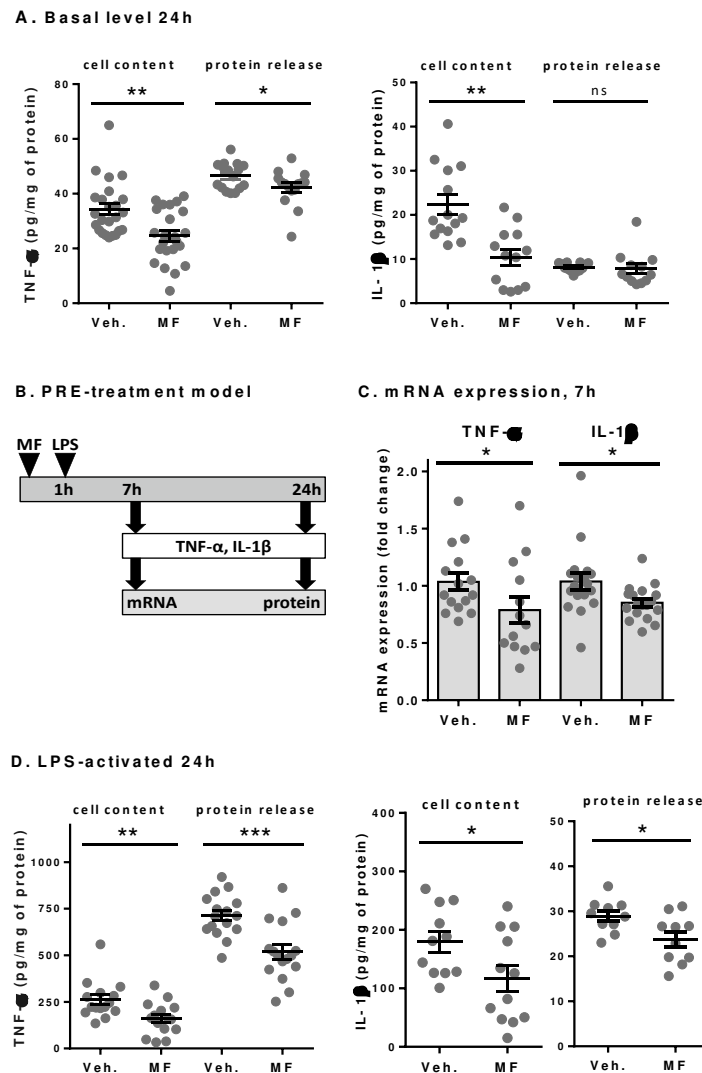 A. Basal level 24h
cell content
protein release
**
*
TNF- (pg/mg of protein)
80
60
40
20
0
Veh.
MF
Veh.
MF
cell content
protein release
**
ns
IL- 1 (pg/mg of protein)
50
40
30
20
10
0
Veh.
MF
Veh.
MF
B. PRE-treatment model
MF LPS
1h 7h 24h
TNF-α, IL-1β
mRNA protein
C. mRNA expression, 7h
TNF-
IL-1
*
*
mRNA expression (fold change)
2.0
1.5
1.0
0.5
0.0
Veh.
MF
Veh.
MF
D. LPS-activated 24h
cell content
protein release
**
***
TNF- (pg/mg of protein)
1000
750
500
250
0
Veh.
MF
Veh.
MF
cell content
*
IL- 1 (pg/mg of protein)
400
300
200
100
0
Veh.
MF
protein release
*
50
40
30
20
10
0
Veh.
MF